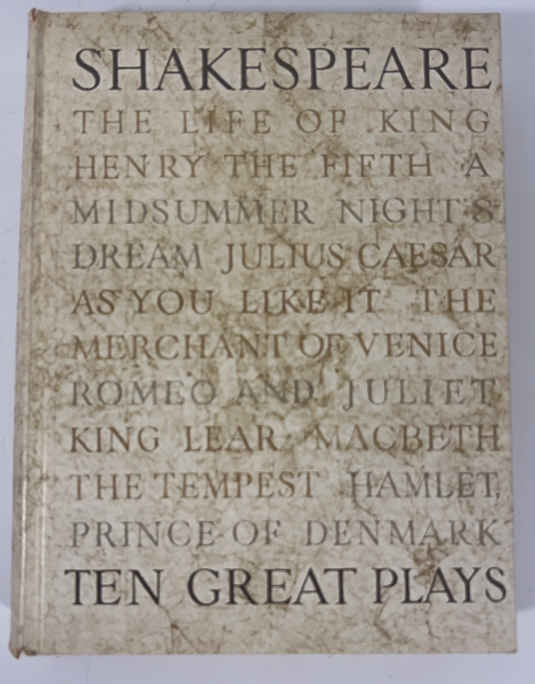 SHAKESPEARE
THE LIFE OF KING
HENRY THE FIFTH A
MIDSUMMER NIGHT'S
DREAM JULIUS CAESAR
AS YOU LIKE IT THE
MERCHANT OF VENICE
ROMEO AND JULIET
KING LEAR MACBETH
THE TEMPEST HAMLET,
PRINCE OF DENMARK
TEN GREAT PLAYS